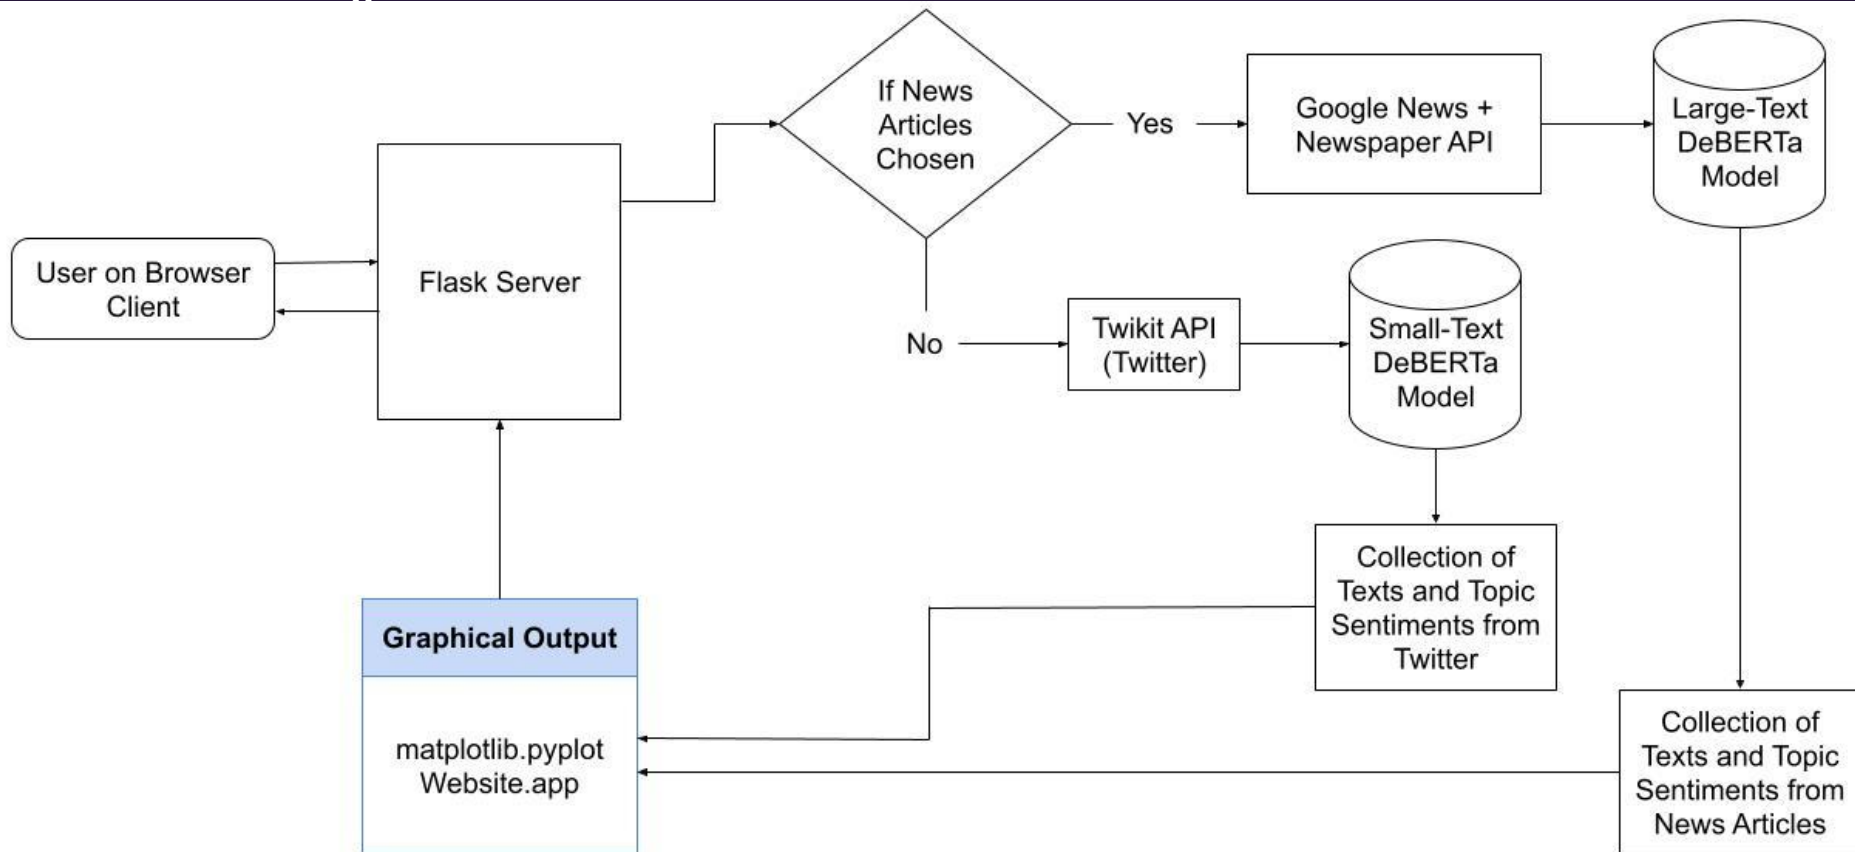 User on Browser
Client
Flask Server
If News
Articles
Chosen
Yes
Google News +
Newspaper API
Large-Text
DeBERTa
Model
No
Twikit API
(Twitter)
Small-Text
DeBERTa
Model
Collection of
Texts and Topic
Sentiments from
Twitter
Collection of
Texts and Topic
Sentiments from
News Articles
Graphical Output
matplotlib.pyplot
Website.app